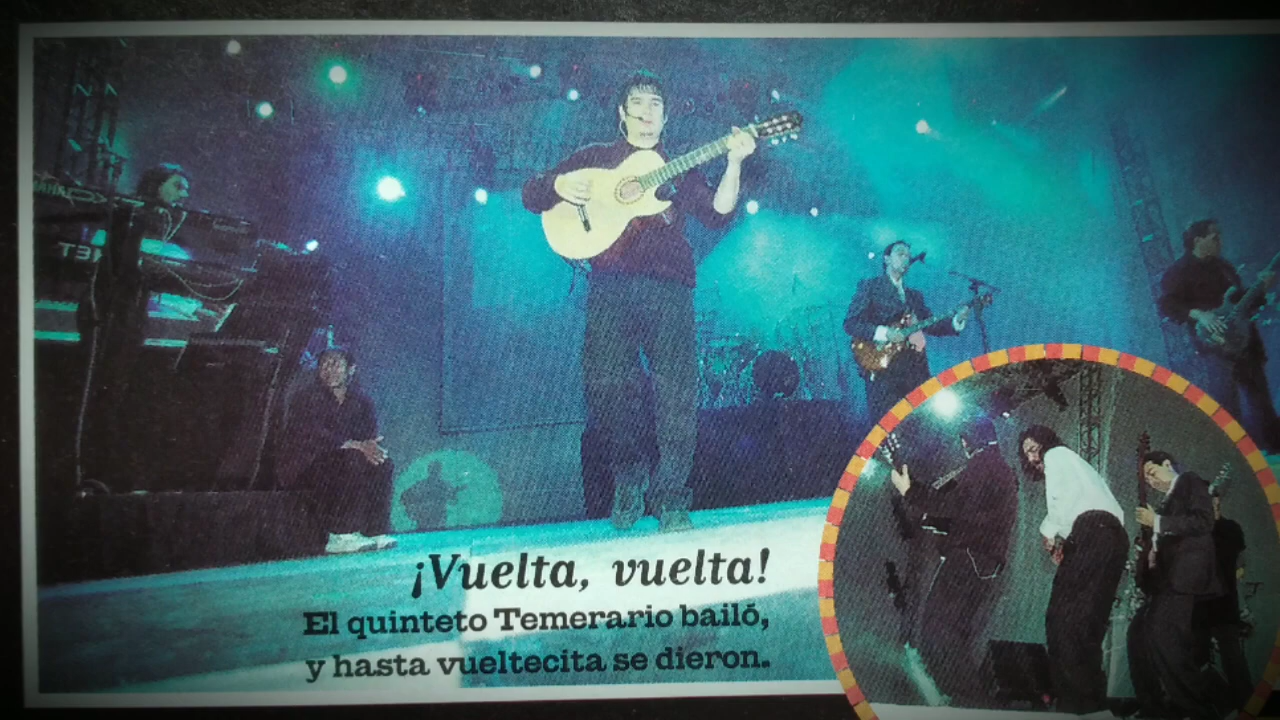 ¡Vuelta, vuelta!
El quinteto Temerario bailó,
y hasta vueltecita se dieron.